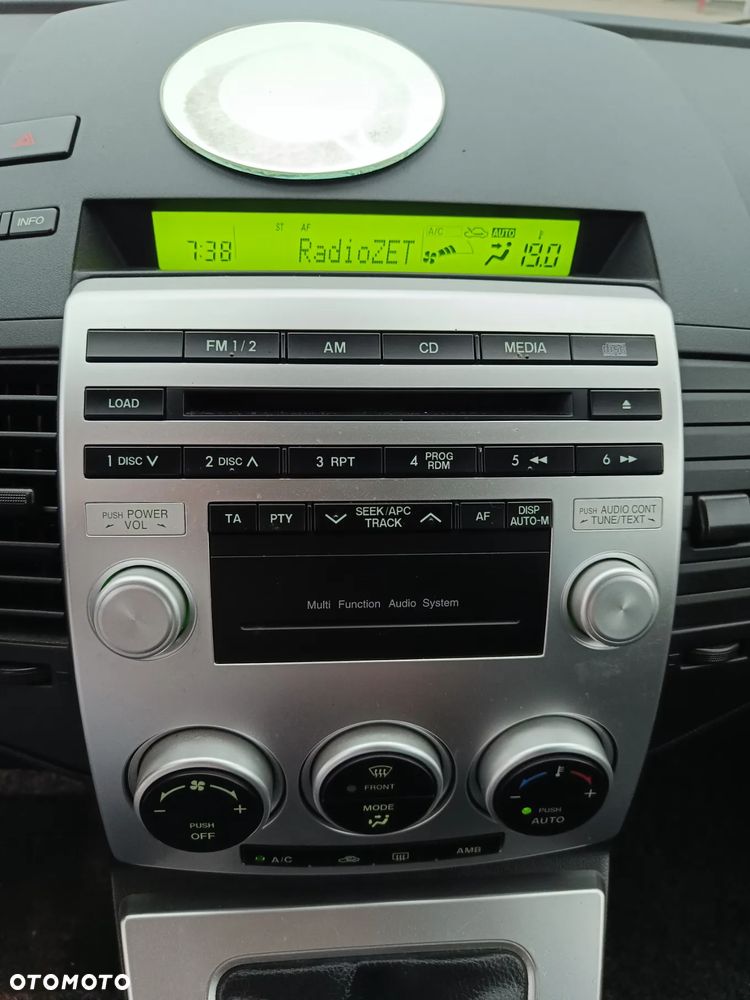 INFO
ST AF A/C AUTO
7:38 RadioZET 19.0
FM 1/2 AM CD MEDIA
LOAD
1 DISC 2 DISC 3 RPT 4 PROG RDM 5 6
PUSH POWER
VOL
TA PTY SEEK/APC TRACK AF DISP AUTO-M
PUSH AUDIO CONT
TUNE/TEXT
Multi Function Audio System
- +
PUSH
OFF
FRONT
MODE
- +
PUSH
AUTO
A/C AMB
OTOMOTO